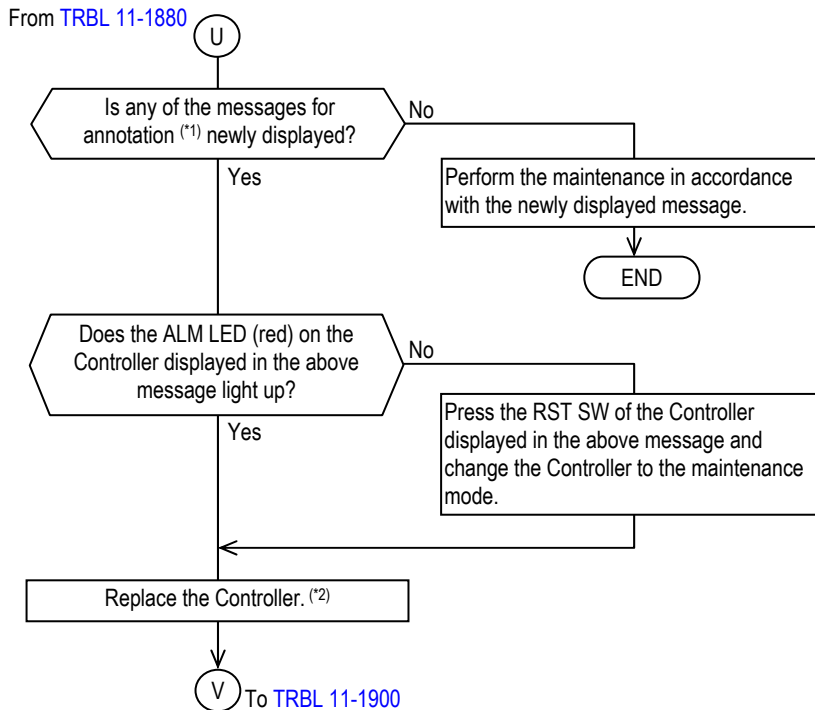 From TRBL 11-1880
U
Is any of the messages for
annotation (*1) newly displayed?
No
Yes
Perform the maintenance in accordance
with the newly displayed message.
END
Does the ALM LED (red) on the
Controller displayed in the above
message light up?
No
Yes
Press the RST SW of the Controller
displayed in the above message and
change the Controller to the maintenance
mode.
Replace the Controller. (*2)
V
To TRBL 11-1900